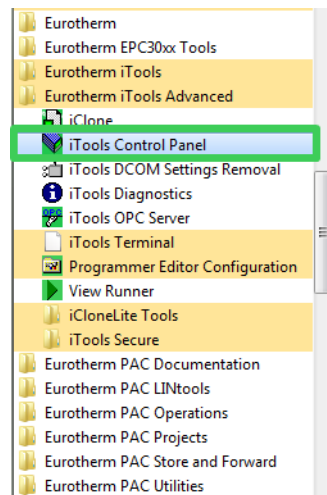 Eurotherm
Eurotherm EPC30xx Tools
Eurotherm iTools
Eurotherm iTools Advanced
iClone
iTools Control Panel
iTools DCOM Settings Removal
iTools Diagnostics
OPC iTools OPC Server
iTools Terminal
Programmer Editor Configuration
View Runner
iCloneLite Tools
iTools Secure
Eurotherm PAC Documentation
Eurotherm PAC LINtools
Eurotherm PAC Operations
Eurotherm PAC Projects
Eurotherm PAC Store and Forward
Eurotherm PAC Utilities